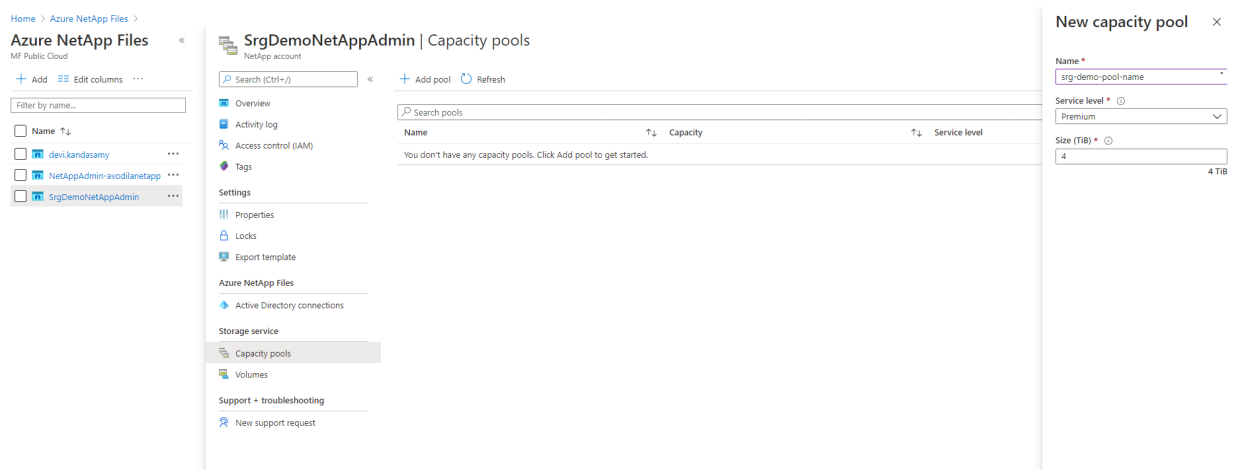 Home > Azure NetApp Files >
Azure NetApp Files «
MF Public Cloud
+ Add Edit columns ···
Filter by name...
Name ↑↓
devi.kandasamy ···
NetAppAdmin-avodilanetapp ···
SrgDemoNetAppAdmin ···
SrgDemoNetAppAdmin | Capacity pools
NetApp account
Search (Ctrl+/) «
Overview
Activity log
Access control (IAM)
Tags
Settings
Properties
Locks
Export template
Azure NetApp Files
Active Directory connections
Storage service
Capacity pools
Volumes
Support + troubleshooting
New support request
+ Add pool Refresh
Search pools
Name ↑↓ Capacity ↑↓ Service level
You don't have any capacity pools. Click Add pool to get started.
New capacity pool ×
Name *
srg-demo-pool-name
Service level *
Premium
Size (TiB) *
4
4 TiB